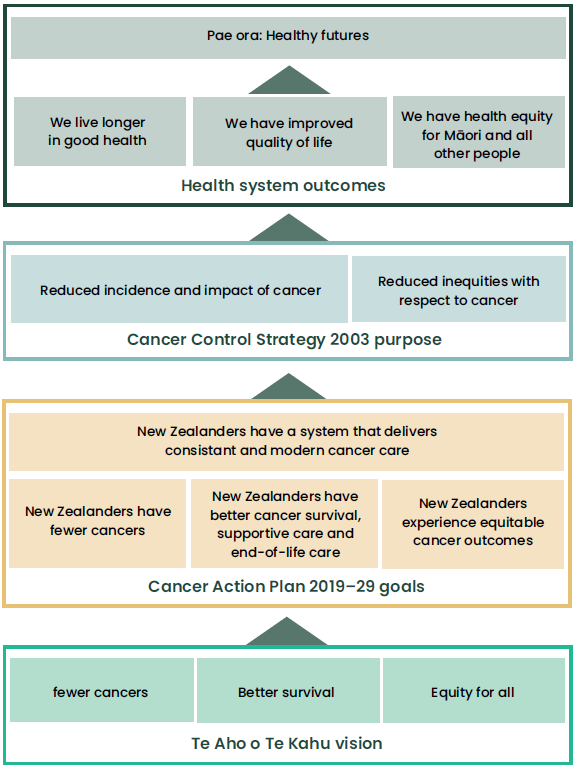 Pae ora: Healthy futures
We live longer
in good health
We have improved
quality of life
We have health equity
for Māori and all
other people
Health system outcomes
Reduced incidence and impact of cancer
Reduced inequities with
respect to cancer
Cancer Control Strategy 2003 purpose
New Zealanders have a system that delivers
consistant and modern cancer care
New Zealanders have
fewer cancers
New Zealanders have
better cancer survival,
supportive care and
end-of-life care
New Zealanders
experience equitable
cancer outcomes
Cancer Action Plan 2019–29 goals
fewer cancers
Better survival
Equity for all
Te Aho o Te Kahu vision